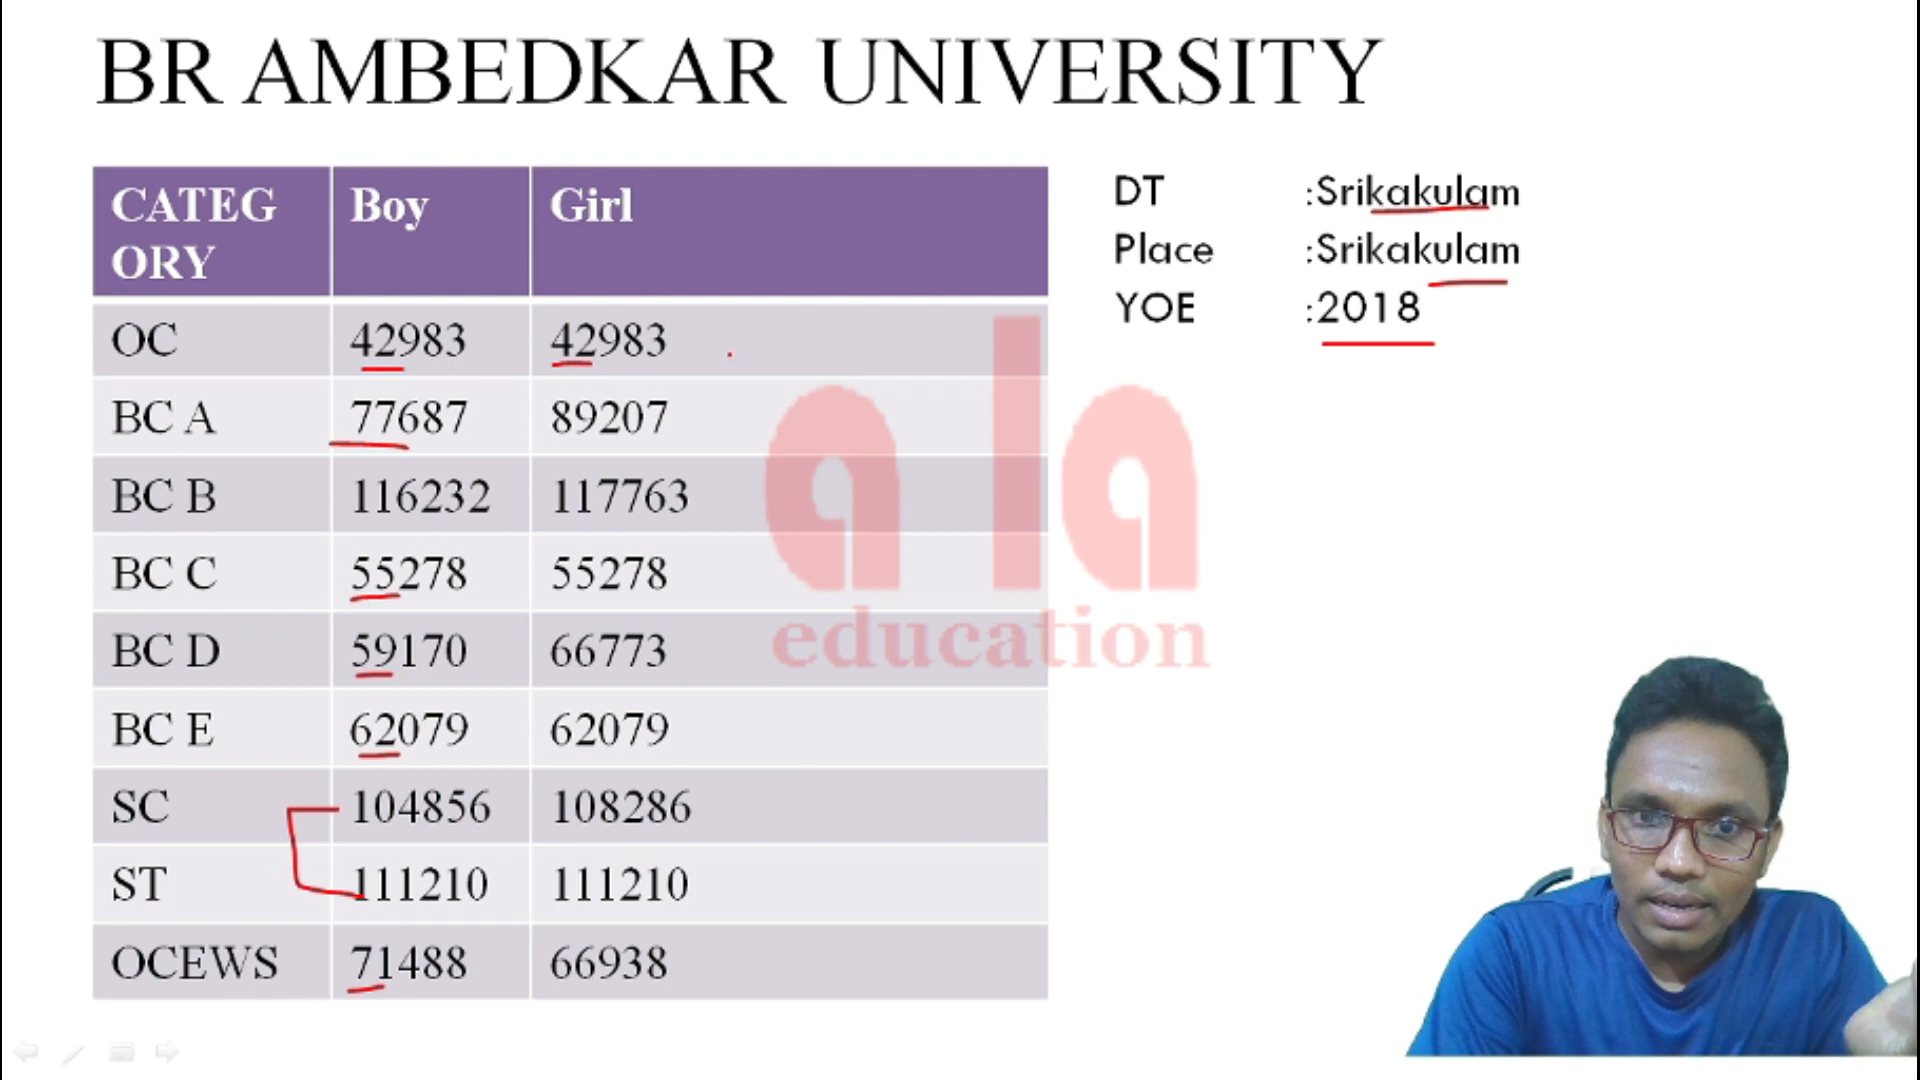 BR AMBEDKAR UNIVERSITY
CATEG
ORY Boy Girl
OC 42983 42983
BC A 77687 89207
BC B 116232 117763
BC C 55278 55278
BC D 59170 66773
BC E 62079 62079
SC 104856 108286
ST 111210 111210
OCEWS 71488 66938
DT :Srikakulam
Place :Srikakulam
YOE :2018
ala
education